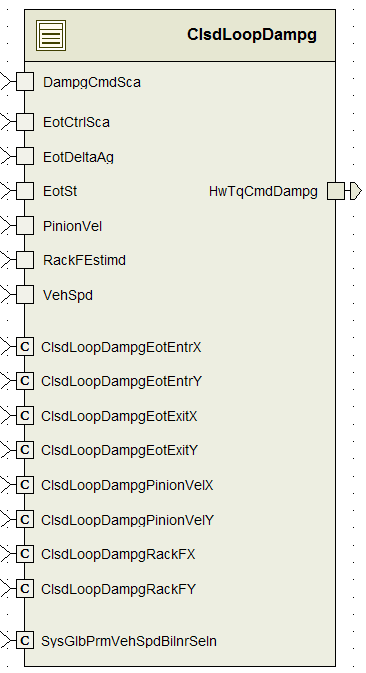 ClsdLoopDampg
DampgCmdSca
EotCtrlSca
EotDeltaAg
EotSt
HwTqCmdDampg
PinionVel
RackFEstimd
VehSpd
C ClsdLoopDampgEotEntrX
C ClsdLoopDampgEotEntrY
C ClsdLoopDampgEotExitX
C ClsdLoopDampgEotExitY
C ClsdLoopDampgPinionVelX
C ClsdLoopDampgPinionVelY
C ClsdLoopDampgRackFX
C ClsdLoopDampgRackFY
C SysGlbPrmVehSpdBilnrSeln